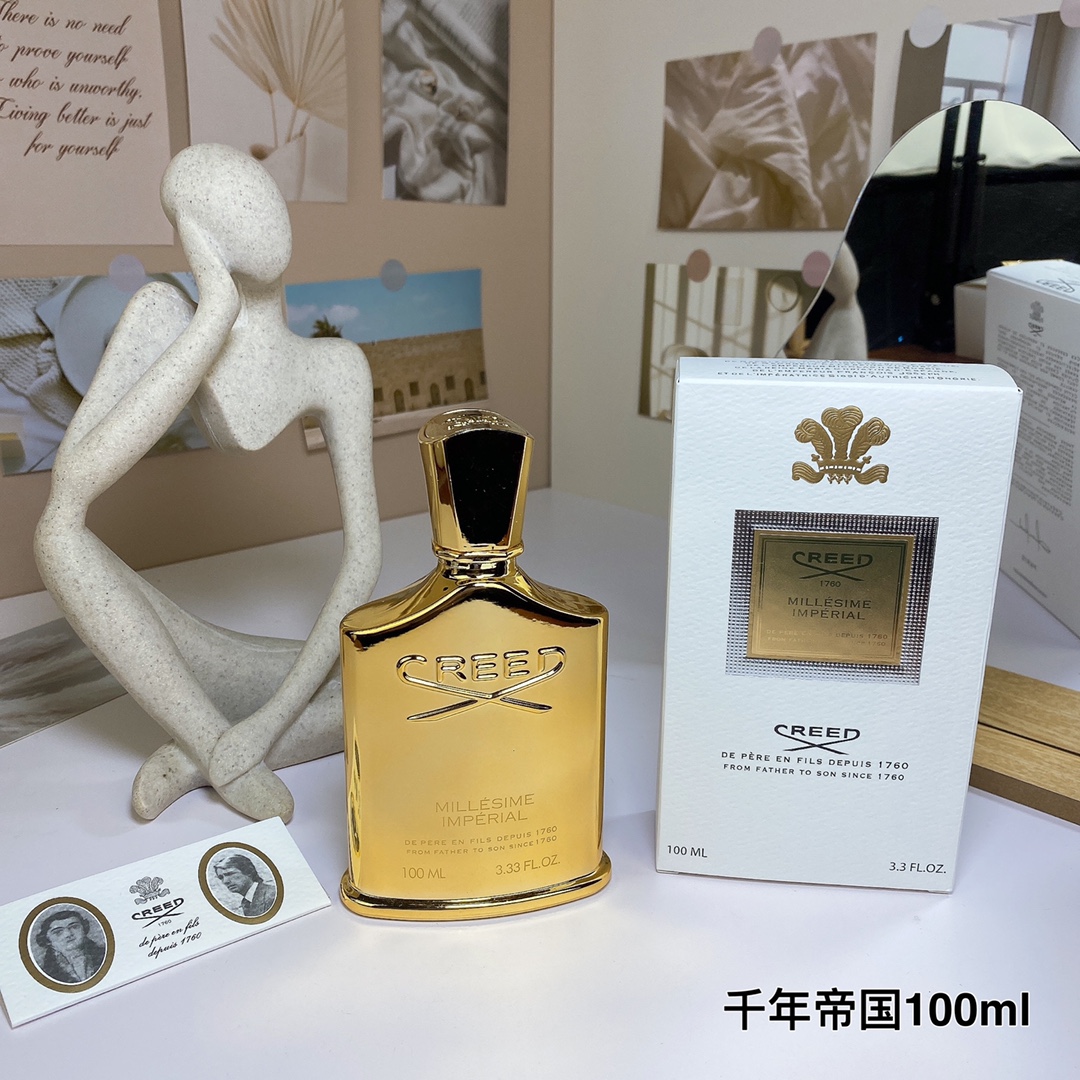 There is no need
to prove yourself
who is unworthy.
Living better is just
for yourself
CREED
ET DE L'IMPÉRATRICE
CREED
1760
MILLÉSIME
IMPÉRIAL
DEPUIS 1760
CREED
MILLÉSIME
IMPÉRIAL
DE PÈRE EN FILS DEPUIS 1760
FROM FATHER TO SON SINCE 1760
100 ML
3.33 FL.OZ.
CREED
DE PÈRE EN FILS DEPUIS 1760
FROM FATHER TO SON SINCE 1760
100 ML
3.3 FL.OZ.
CREED
1760
de père en fils
depuis 1760
千年帝国100ml